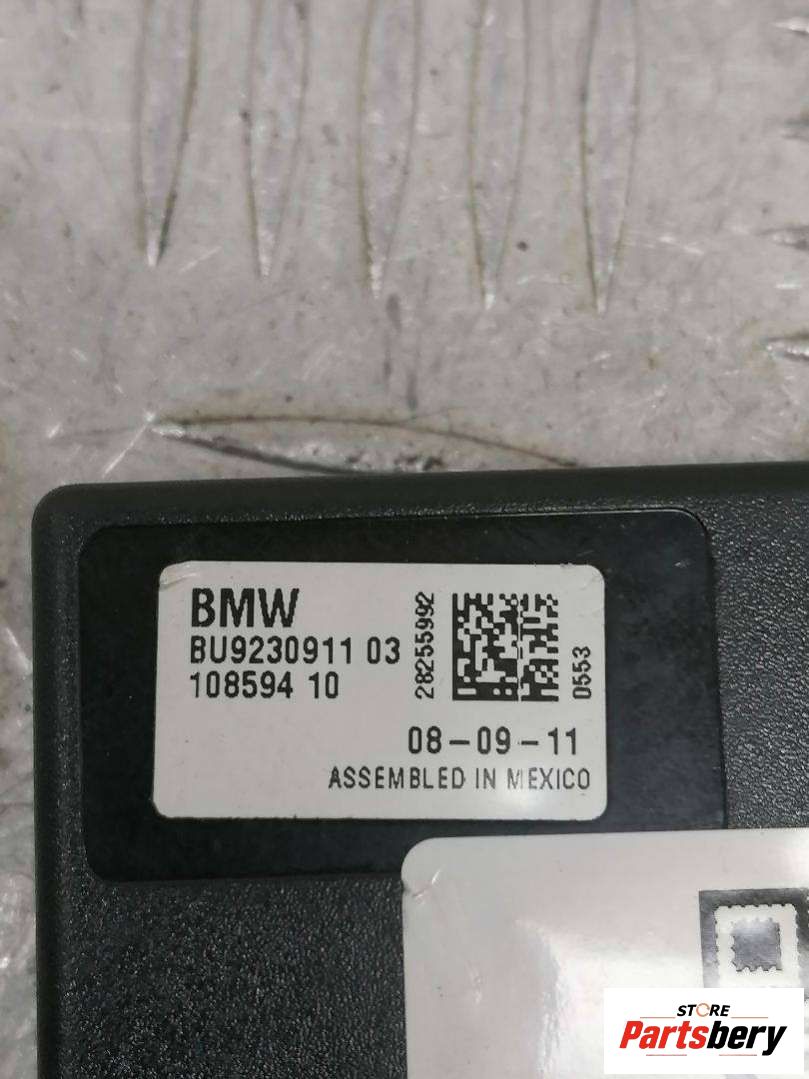 BMW
BU9230911 03
108594 10
28255992
0553
08-09-11
ASSEMBLED IN MEXICO
STORE
Partsbery